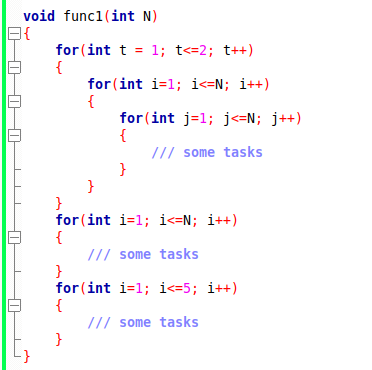 void func1(int N)
{
    for(int t = 1; t<=2; t++)
    {
        for(int i=1; i<=N; i++)
        {
            for(int j=1; j<=N; j++)
            {
                /// some tasks
            }
        }
    }
    for(int i=1; i<=N; i++)
    {
        /// some tasks
    }
    for(int i=1; i<=5; i++)
    {
        /// some tasks
    }
}